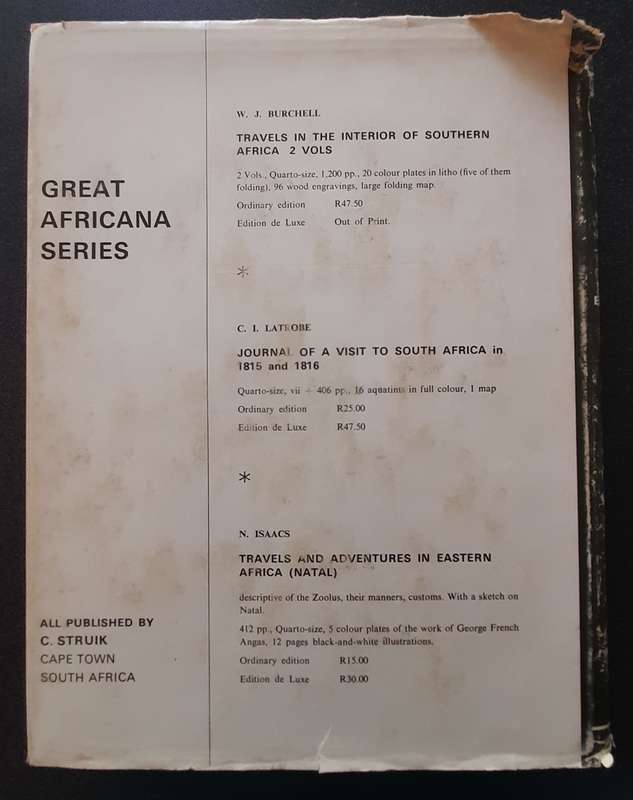 GREAT
AFRICANA
SERIES
W. J. BURCHELL
TRAVELS IN THE INTERIOR OF SOUTHERN
AFRICA 2 VOLS
2 Vols., Quarto-size, 1,200 pp., 20 colour plates in litho (five of them
folding), 96 wood engravings, large folding map.
Ordinary edition R47.50
Edition de Luxe Out of Print.
*
C. I. LATROBE
JOURNAL OF A VISIT TO SOUTH AFRICA in
1815 and 1816
Quarto-size, vii + 406 pp., 16 aquatints in full colour, 1 map
Ordinary edition R25.00
Edition de Luxe R47.50
*
N. ISAACS
TRAVELS AND ADVENTURES IN EASTERN
AFRICA (NATAL)
descriptive of the Zoolus, their manners, customs. With a sketch on
Natal.
412 pp., Quarto-size, 5 colour plates of the work of George French
Angas, 12 pages black-and-white illustrations.
Ordinary edition R15.00
Edition de Luxe R30.00
ALL PUBLISHED BY
C. STRUIK
CAPE TOWN
SOUTH AFRICA